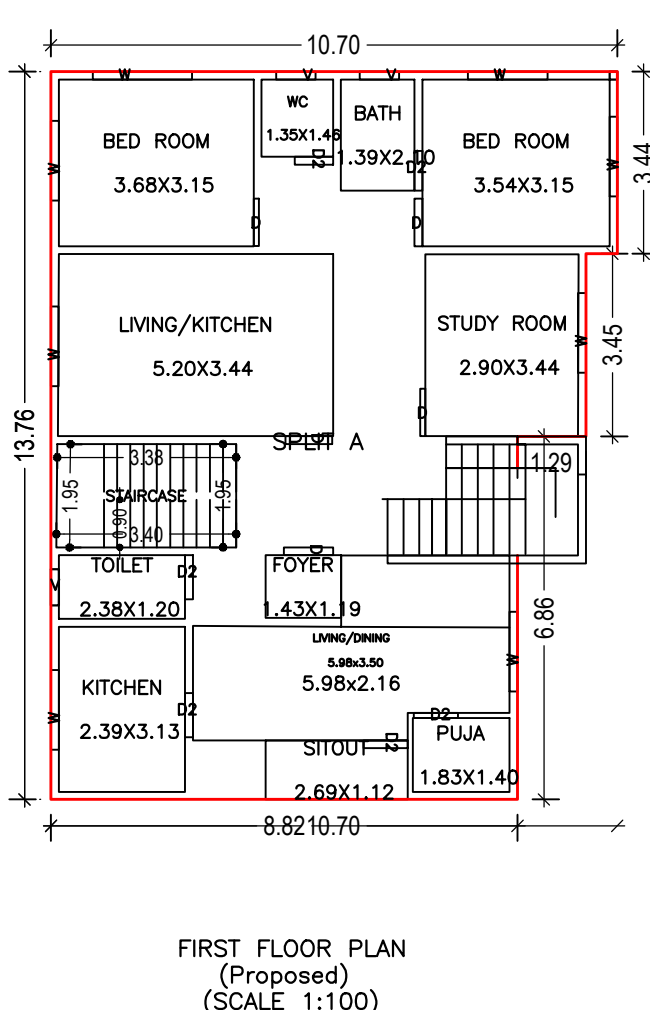 10.70
W
V
V
W
WC
BATH
BED ROOM
1.35X1.46
BED ROOM
3.44
D2
1.39X2.10
D2
W
W
3.68X3.15
3.54X3.15
D
D
LIVING/KITCHEN
STUDY ROOM
W
3.45
W
5.20X3.44
2.90X3.44
13.76
D
SPLIT A
D
3.38
1.29
1.95
STAIRCASE
1.95
0.90
3.40
D
TOILET
D2
FOYER
V
2.38X1.20
1.43X1.19
6.86
LIVING/DINING
5.98x3.50
W
KITCHEN
5.98x2.16
D2
W
2.39X3.13
D2
PUJA
D2
SITOUT
1.83X1.40
2.69X1.12
8.82
10.70
FIRST FLOOR PLAN
(Proposed)
(SCALE 1:100)